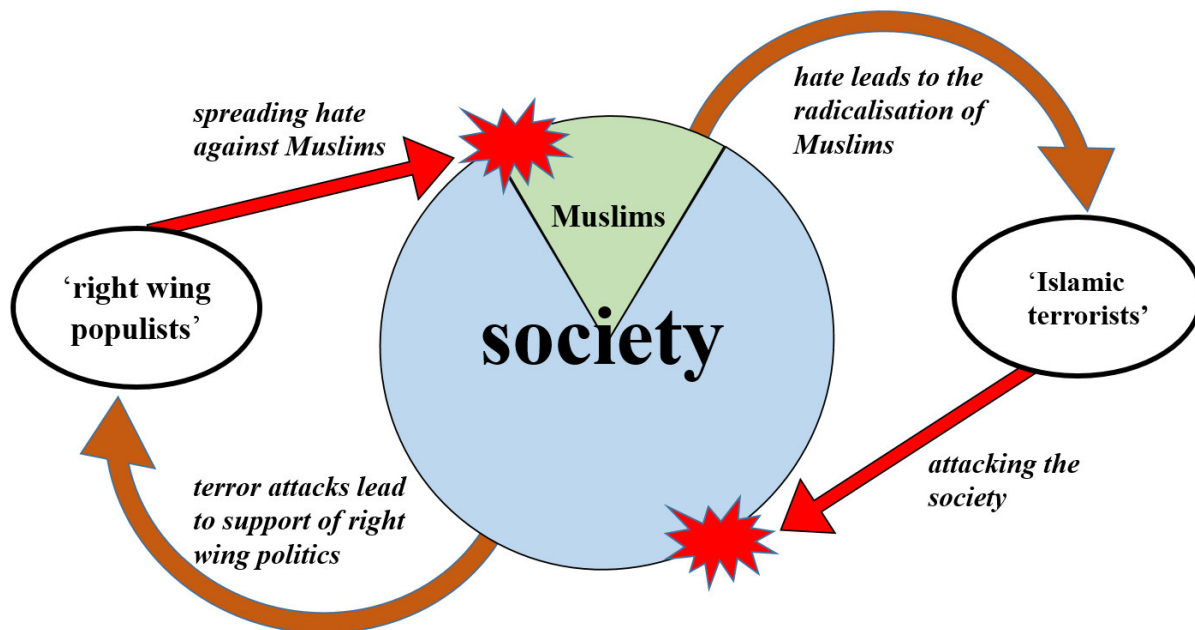 spreading hate
against Muslims
hate leads to the
radicalisation of
Muslims
Muslims
society
‘right wing
populists’
‘Islamic
terrorists’
terror attacks lead
to support of right
wing politics
attacking the
society